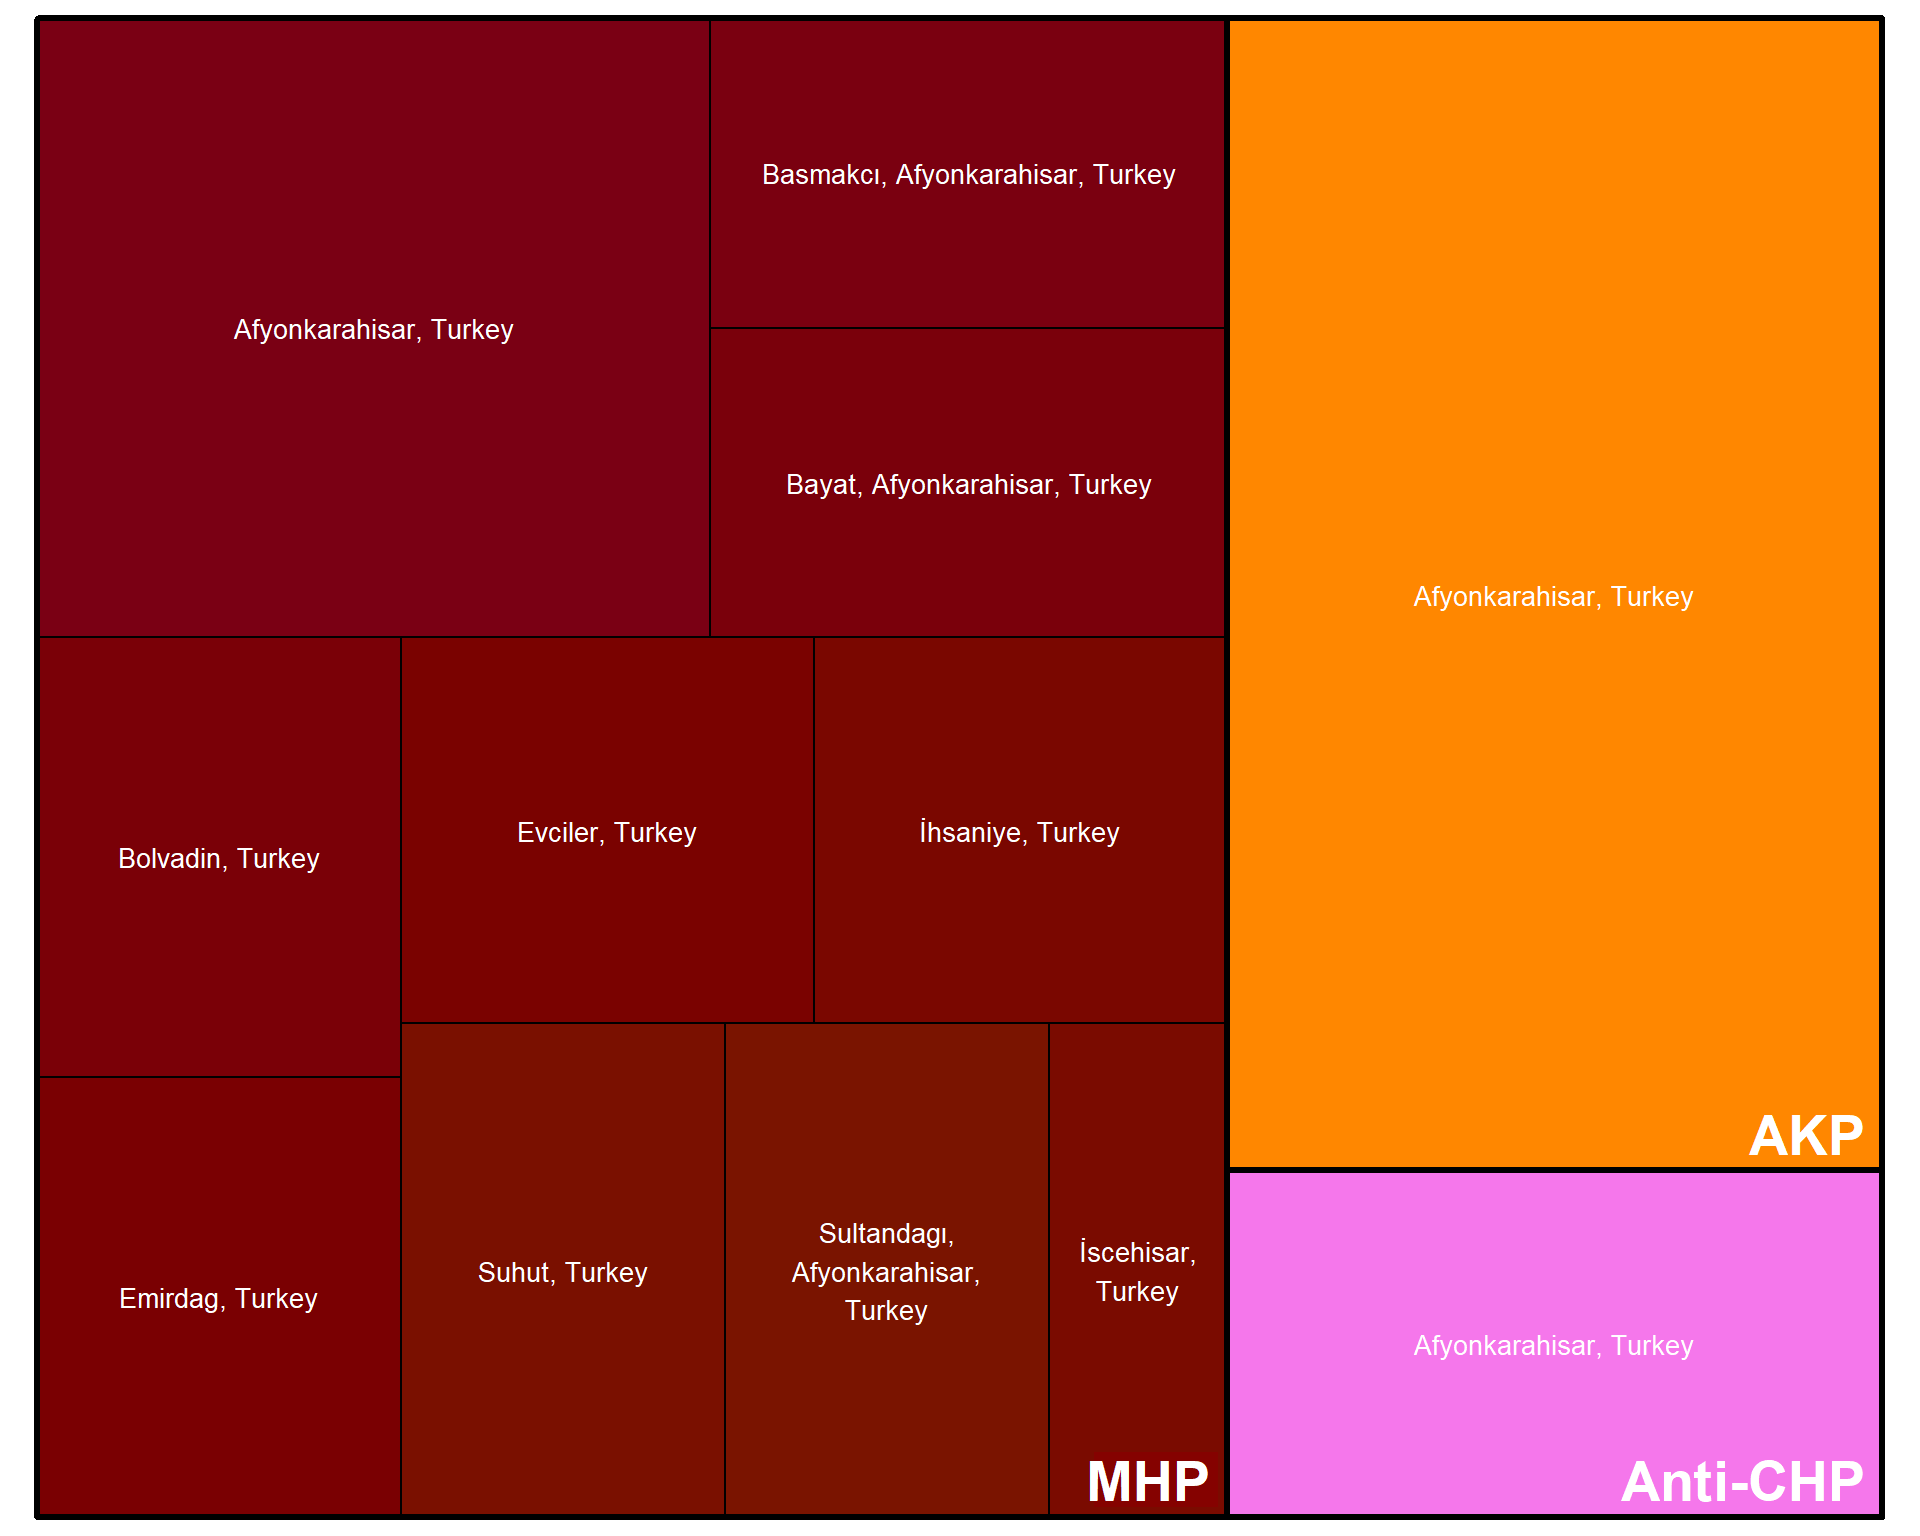 Afyonkarahisar, Turkey
Basmakcı, Afyonkarahisar, Turkey
Bayat, Afyonkarahisar, Turkey
Bolvadin, Turkey
Evciler, Turkey
İhsaniye, Turkey
Emirdag, Turkey
Suhut, Turkey
Sultandagı,
Afyonkarahisar,
Turkey
İscehisar,
Turkey
MHP
Afyonkarahisar, Turkey
AKP
Afyonkarahisar, Turkey
Anti-CHP